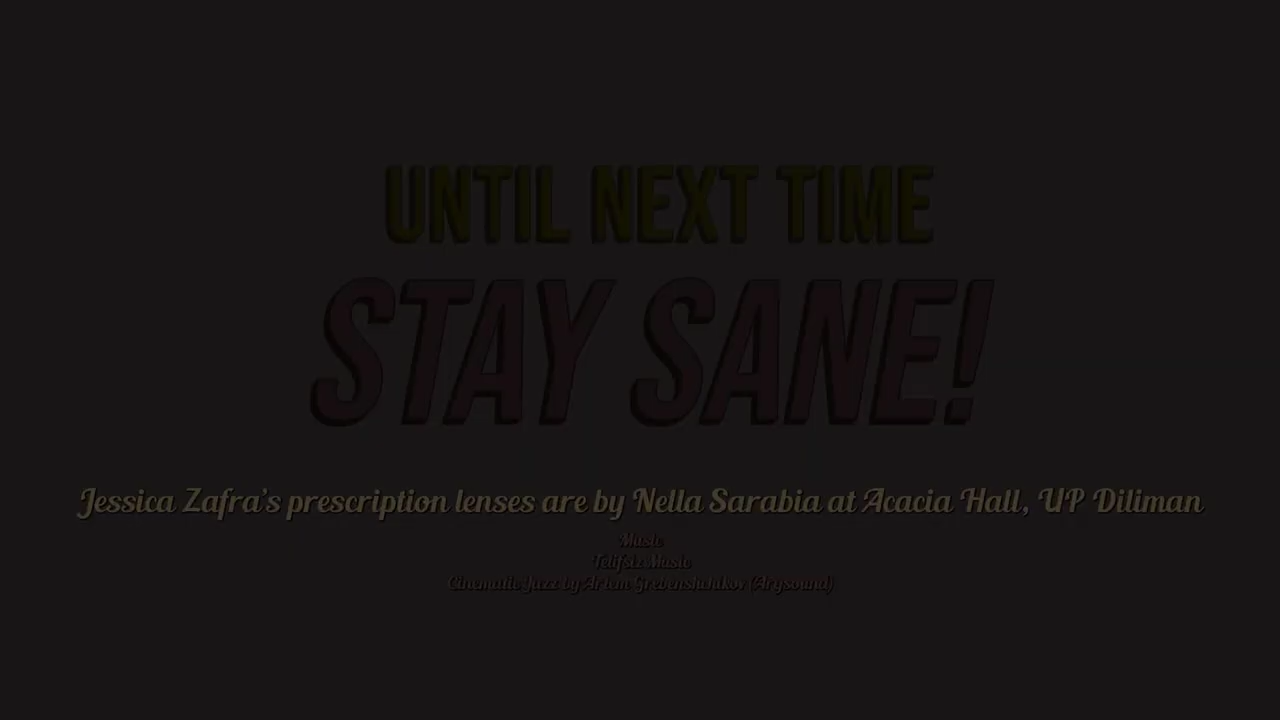 UNTIL NEXT TIME
STAY SANE!
Jessica Zafra's prescription lenses are by Nella Sarabia at Acacia Hall, UP Diliman
Music
Telifsiz Music
Cinematic Jazz by Artem Grebenshchikov (Arysound)